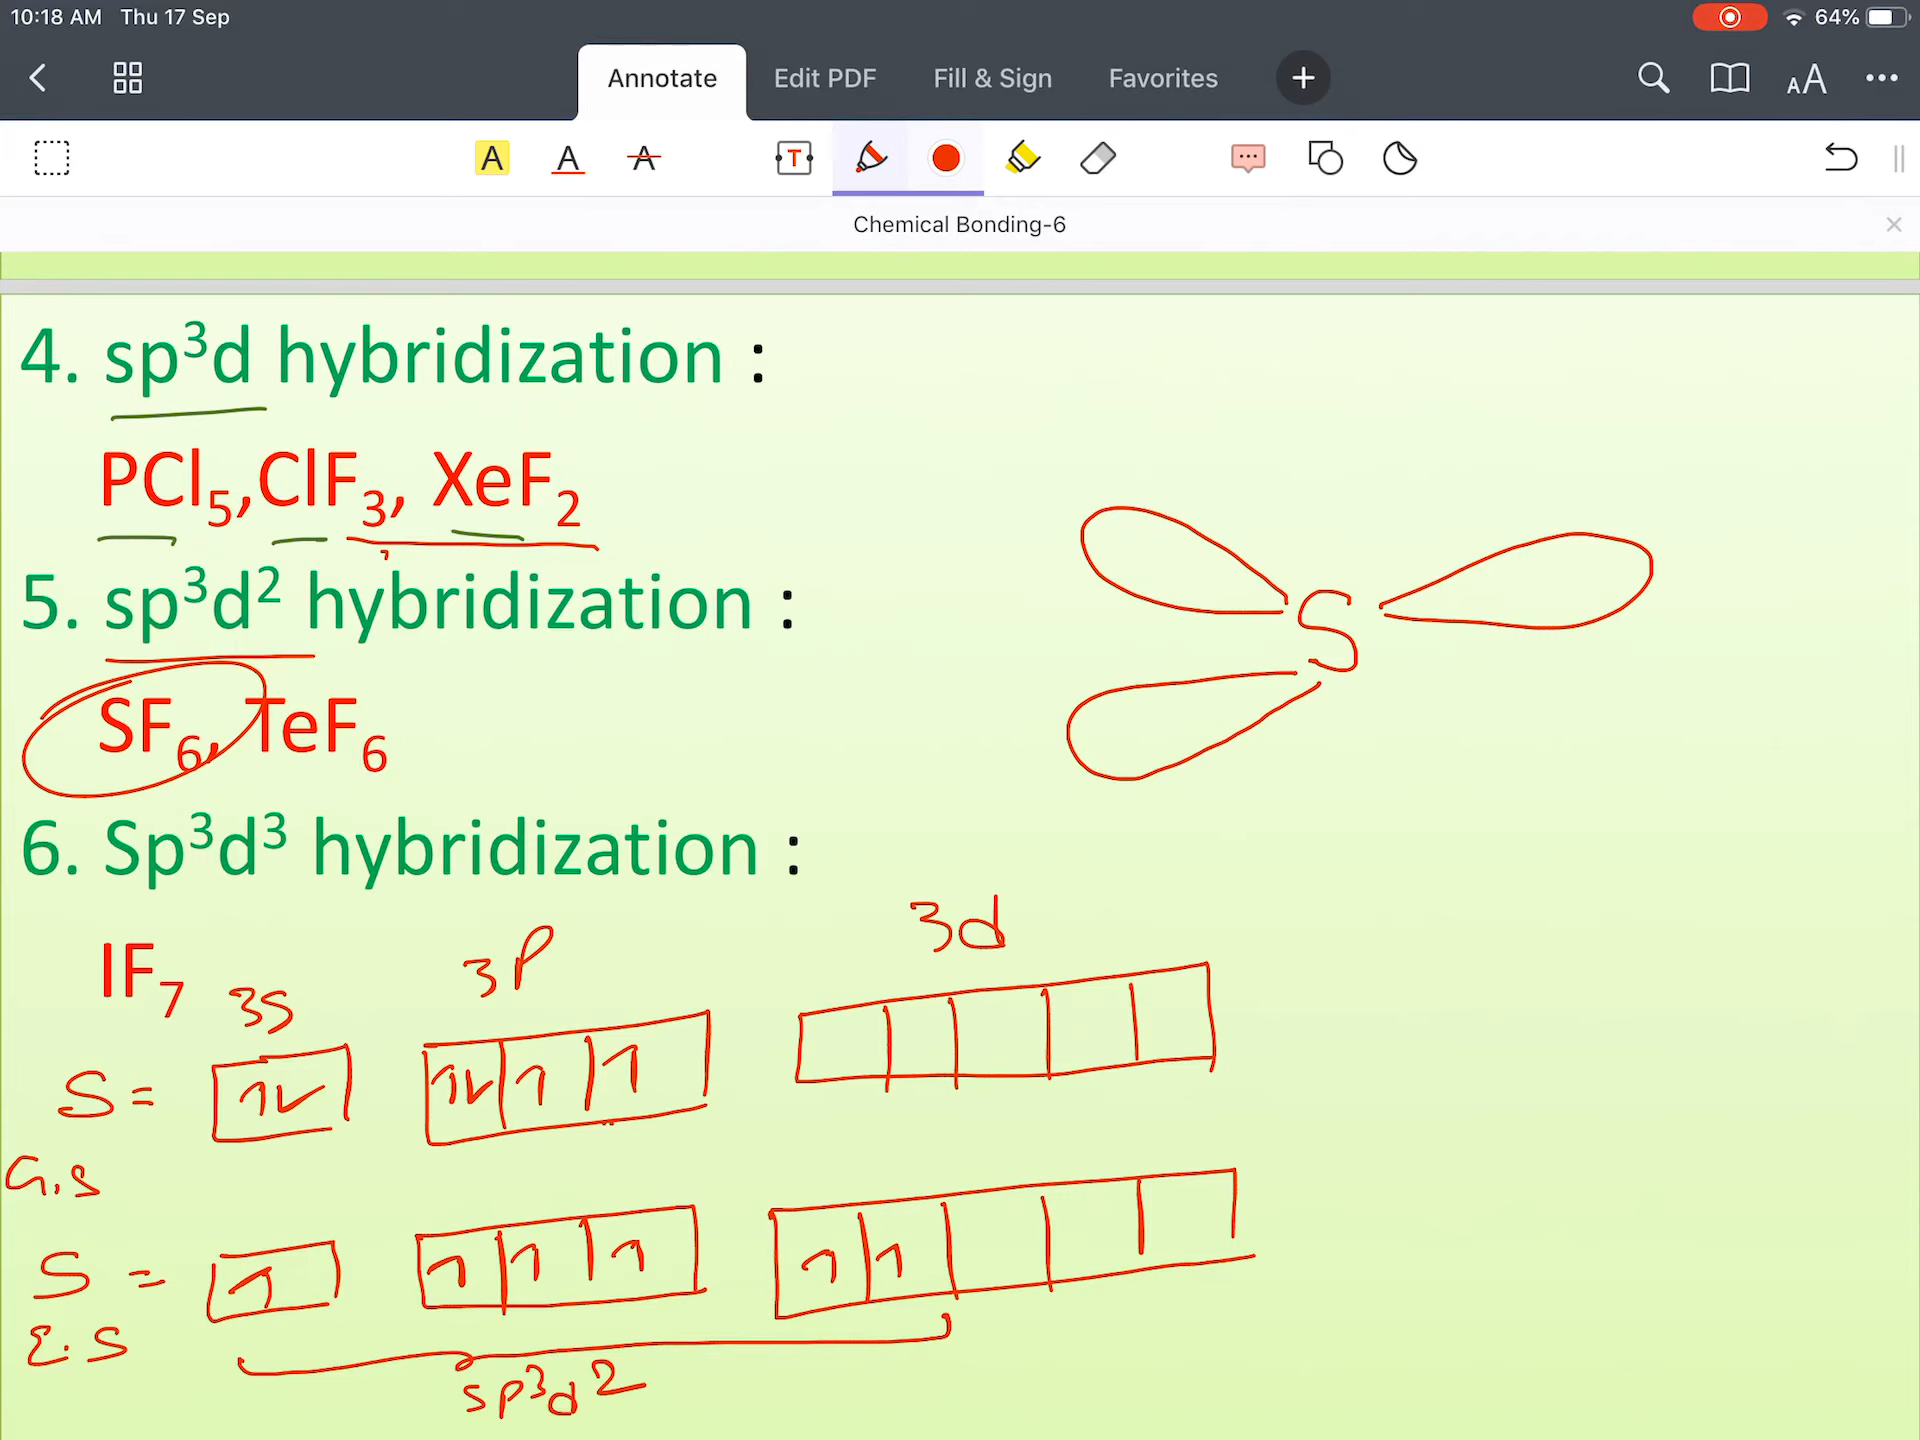 10:18 AM Thu 17 Sep 64%
Annotate Edit PDF Fill & Sign Favorites
A A A T AA
Chemical Bonding-6
4. sp³d hybridization :
PCl₅,ClF₃, XeF₂
5. sp³d² hybridization :
S
SF₆, TeF₆
6. Sp³d³ hybridization :
IF₇
3s 3P 3d
S =
G.s
S =
E.S
sp³d²